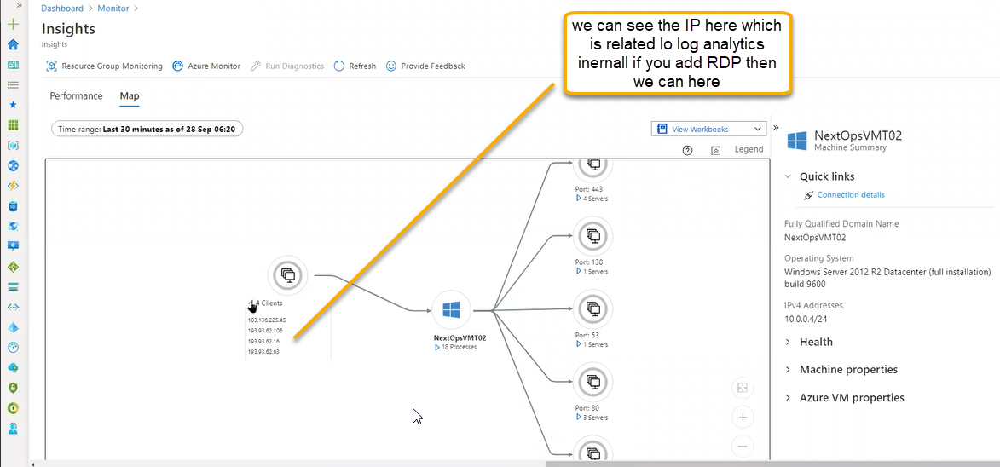 Dashboard > Monitor >
Insights
Insights
Resource Group Monitoring Azure Monitor Run Diagnostics Refresh Provide Feedback
we can see the IP here which
is related lo log analytics
inernall if you add RDP then
we can here
Performance Map
Time range: Last 30 minutes as of 28 Sep 06:20
View Workbooks
Legend
Port: 443
4 Servers
Port: 138
1 Servers
4 Clients
183.136.225.45
193.93.62.106
193.93.62.16
193.93.62.63
NextOpsVMT02
18 Processes
Port: 53
1 Servers
Port: 80
3 Servers
NextOpsVMT02
Machine Summary
Quick links
Connection details
Fully Qualified Domain Name
NextOpsVMT02
Operating System
Windows Server 2012 R2 Datacenter (full installation)
build 9600
IPv4 Addresses
10.0.0.4/24
Health
Machine properties
Azure VM properties